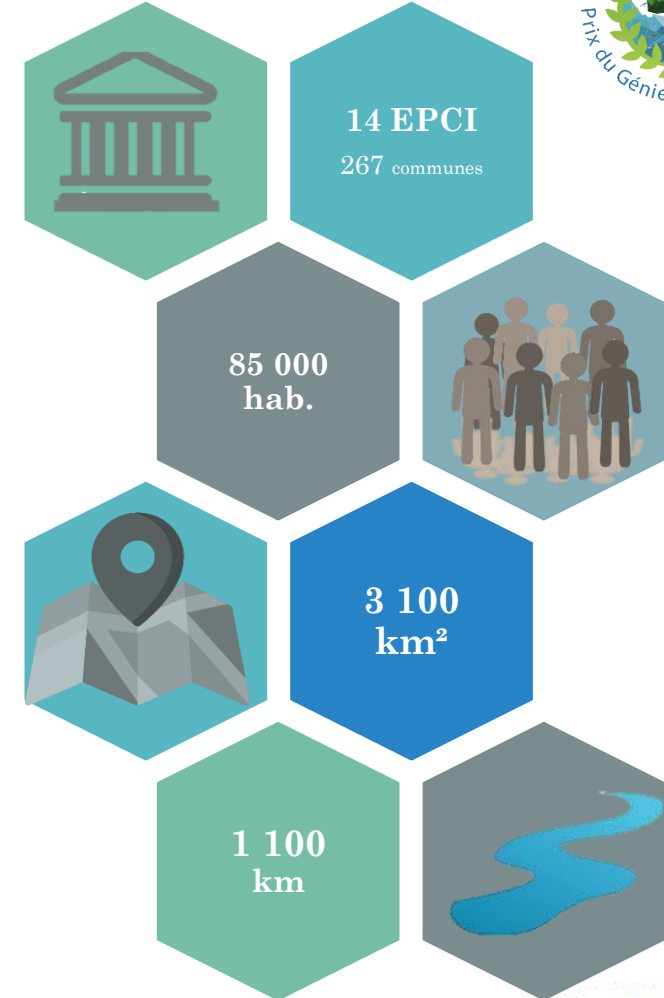 Prix du Génie
14 EPCI
267 communes
85 000
hab.
3 100
km²
1 100
km